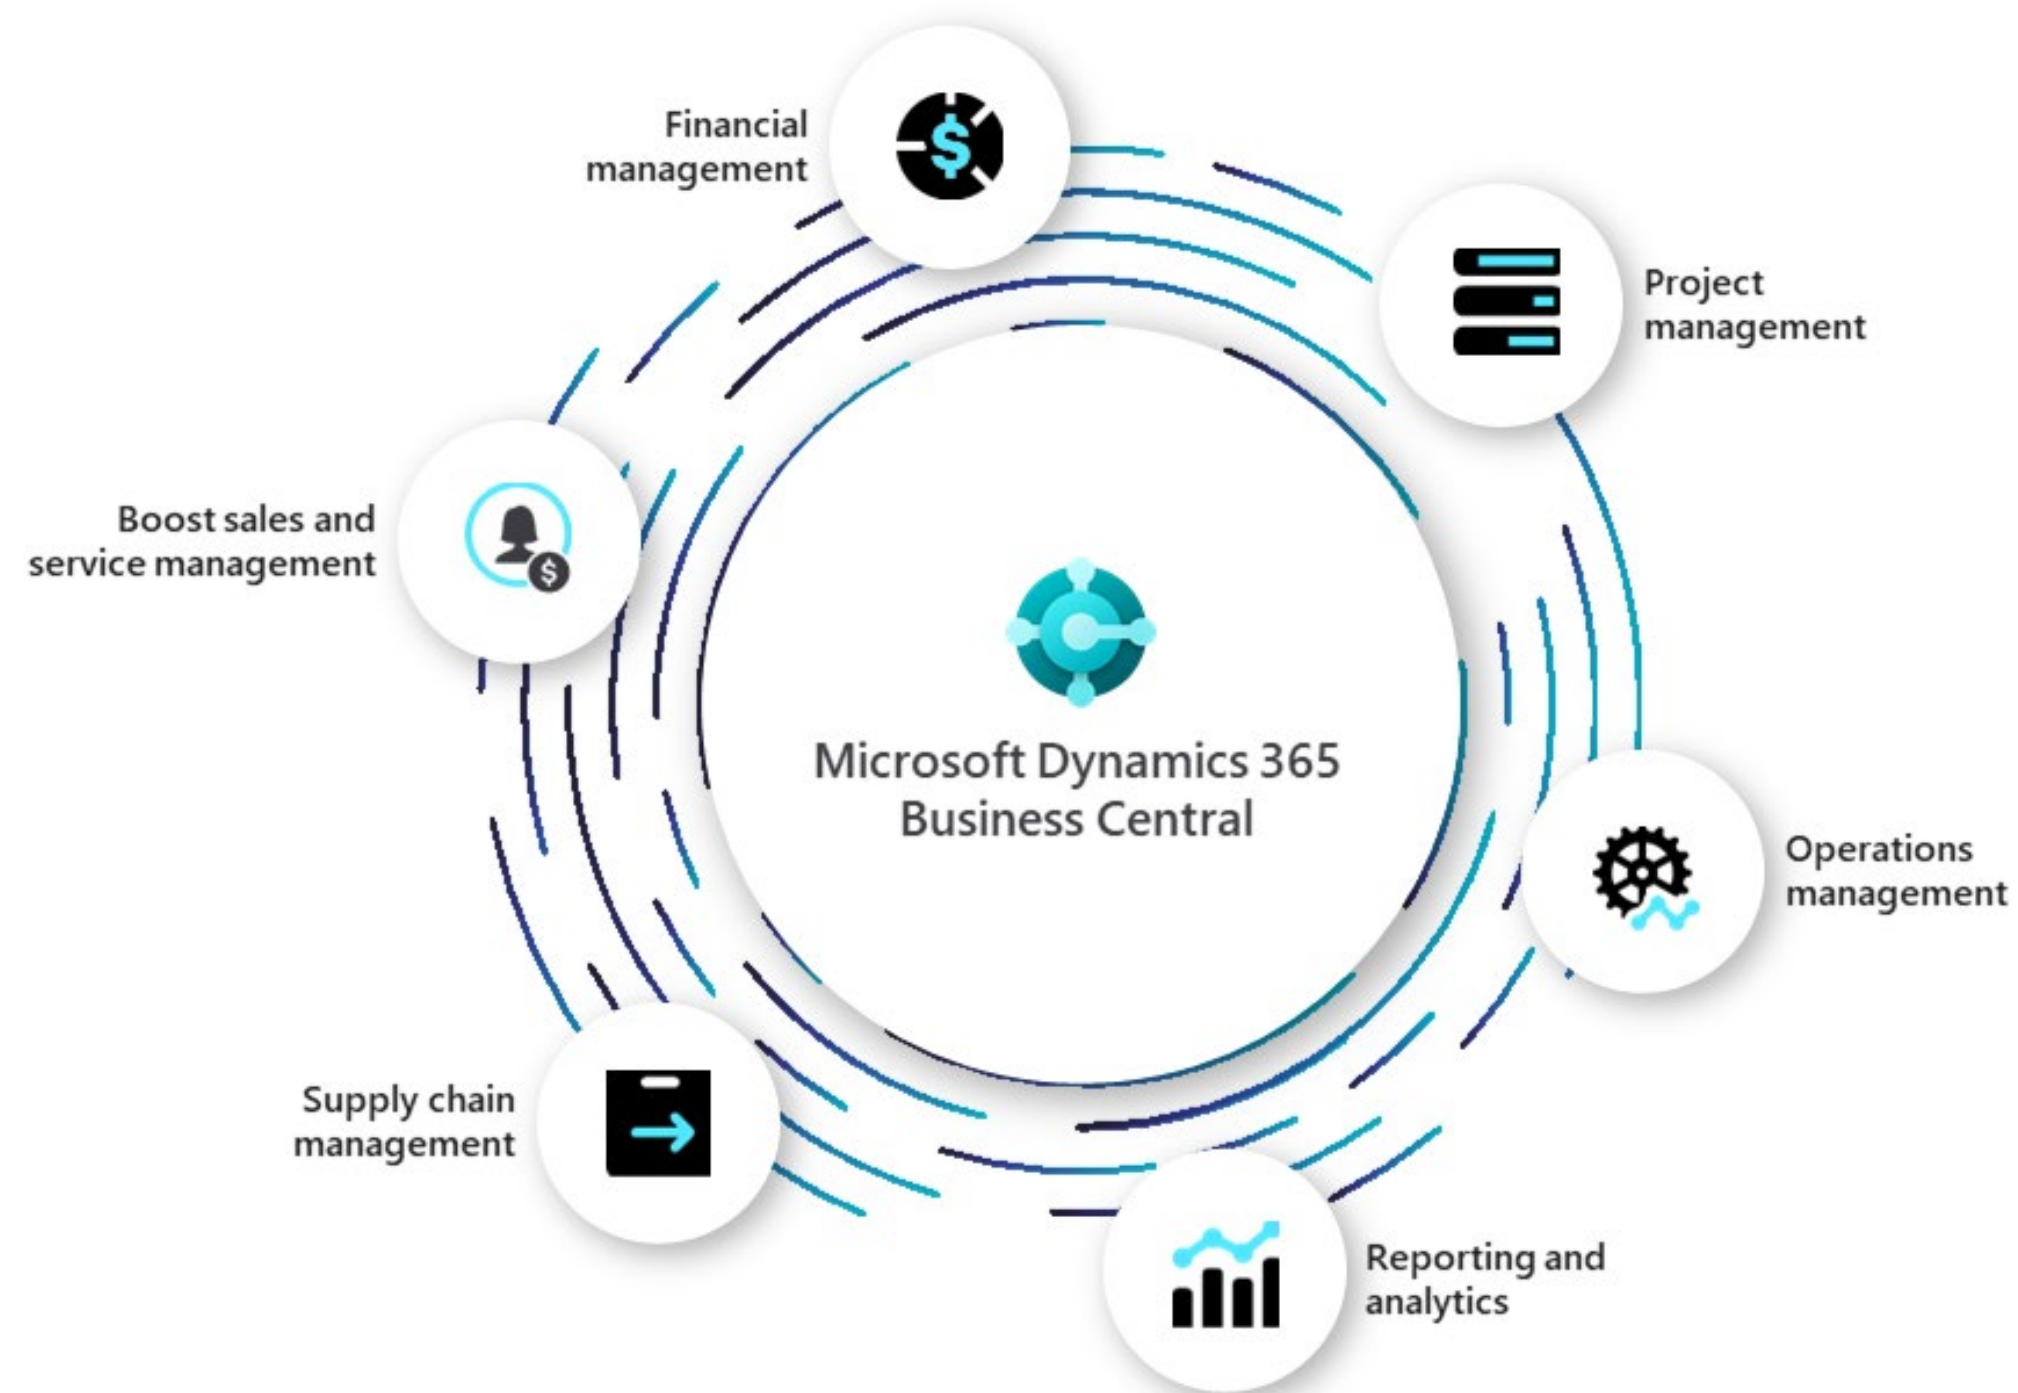 Financial
management
Project
management
Boost sales and
service management
Microsoft Dynamics 365
Business Central
Operations
management
Supply chain
management
Reporting and
analytics